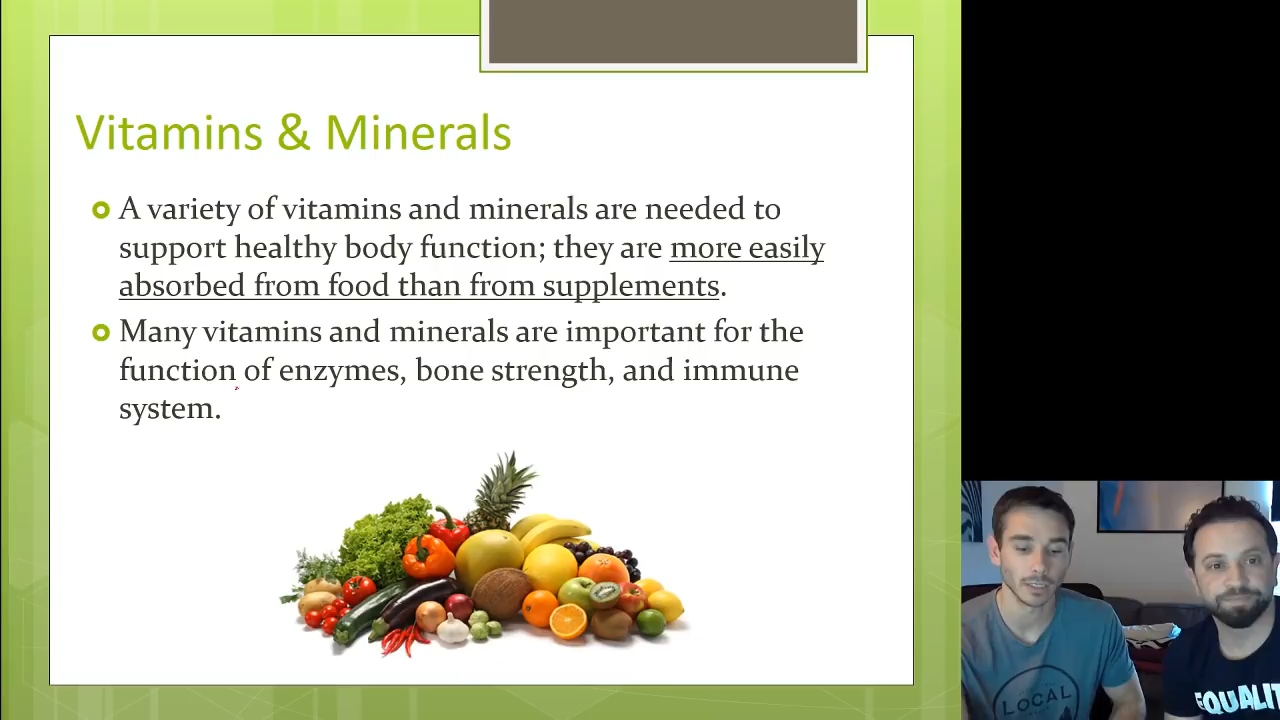 Vitamins & Minerals
A variety of vitamins and minerals are needed to
support healthy body function; they are more easily
absorbed from food than from supplements.
Many vitamins and minerals are important for the
function of enzymes, bone strength, and immune
system.
LOCAL
EQUALIT